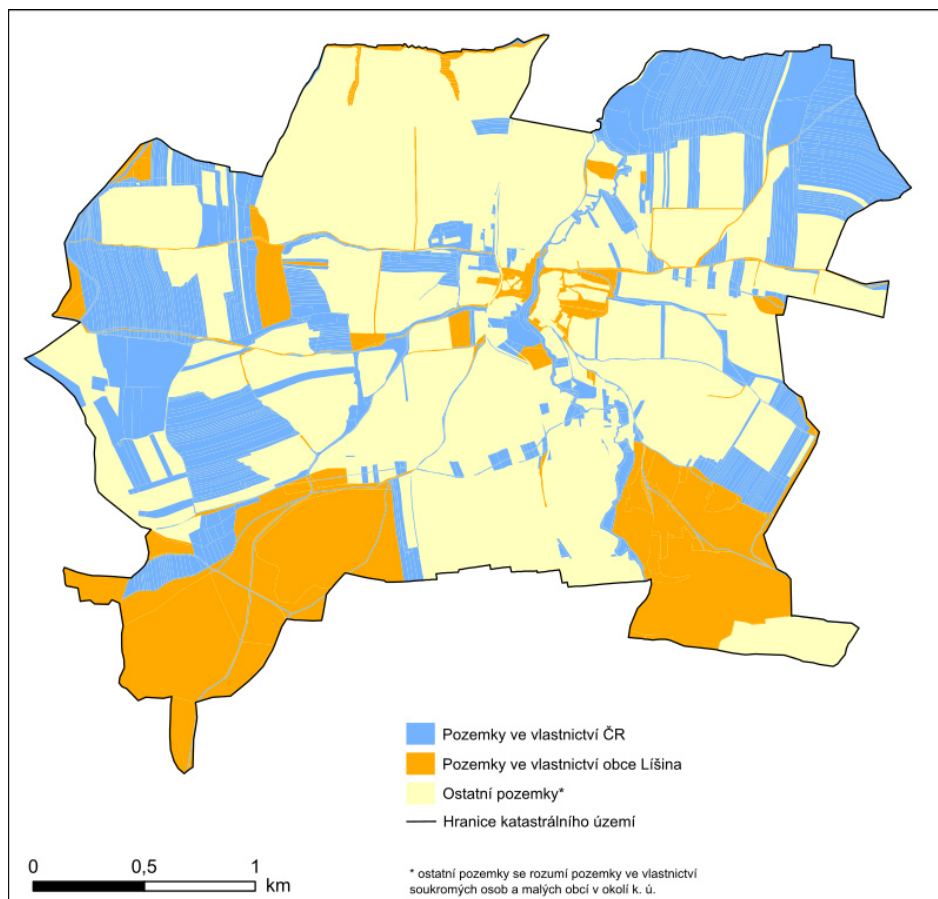 Pozemky ve vlastnictví ČR
Pozemky ve vlastnictví obce Líšina
Ostatní pozemky*
Hranice katastrálního území
0 0,5 1
km
* ostatní pozemky se rozumí pozemky ve vlastnictví
soukromých osob a malých obcí v okolí k. ú.